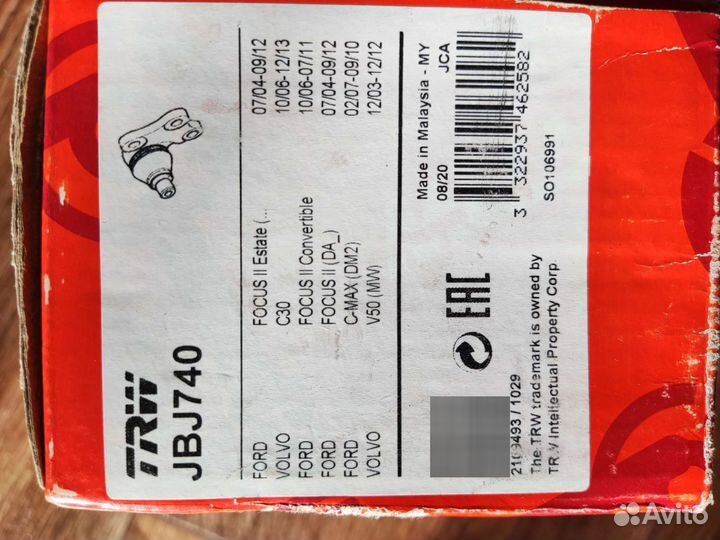 TRW
JBJ740
FORD FOCUS II Estate (... 07/04-09/12
VOLVO C30 10/06-12/13
FORD FOCUS II Convertible 10/06-07/11
FORD FOCUS II (DA_) 07/04-09/12
FORD C-MAX (DM2) 02/07-09/10
VOLVO V50 (MW) 12/03-12/12
Made in Malaysia - MY JCA
08/20
3 322937 462582
SO106991
EAC
/ 1029
The TRW trademark is owned by
Intellectual Property Corp
Avito